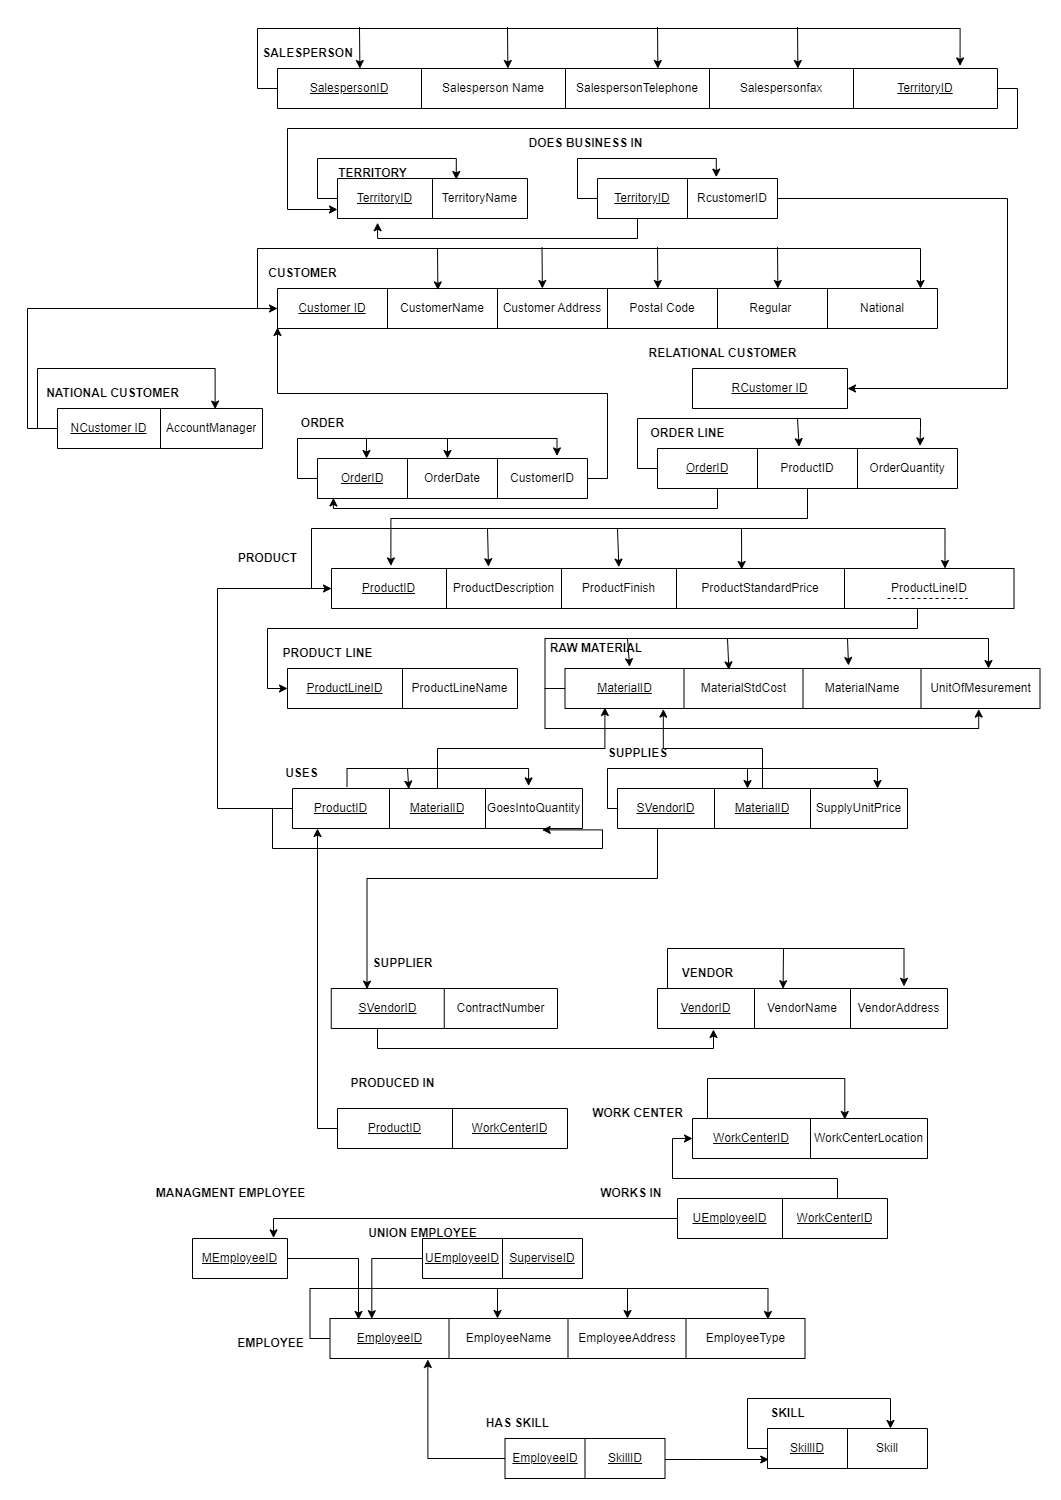 SALESPERSON
SalespersonID Salesperson Name SalespersonTelephone Salespersonfax TerritoryID
DOES BUSINESS IN
TERRITORY
TerritoryID TerritoryName TerritoryID RcustomerID
CUSTOMER
Customer ID CustomerName Customer Address Postal Code Regular National
RELATIONAL CUSTOMER
RCustomer ID
NATIONAL CUSTOMER
NCustomer ID AccountManager
ORDER
OrderID OrderDate CustomerID
ORDER LINE
OrderID ProductID OrderQuantity
PRODUCT
ProductID ProductDescription ProductFinish ProductStandardPrice ProductLineID
PRODUCT LINE
ProductLineID ProductLineName
RAW MATERIAL
MaterialID MaterialStdCost MaterialName UnitOfMesurement
USES
ProductID MaterialID GoesIntoQuantity
SUPPLIES
SVendorID MaterialID SupplyUnitPrice
SUPPLIER
SVendorID ContractNumber
VENDOR
VendorID VendorName VendorAddress
PRODUCED IN
ProductID WorkCenterID
WORK CENTER
WorkCenterID WorkCenterLocation
MANAGMENT EMPLOYEE
MEmployeeID
WORKS IN
UEmployeeID WorkCenterID
UNION EMPLOYEE
UEmployeeID SuperviseID
EMPLOYEE
EmployeeID EmployeeName EmployeeAddress EmployeeType
HAS SKILL
EmployeeID SkillID
SKILL
SkillID Skill